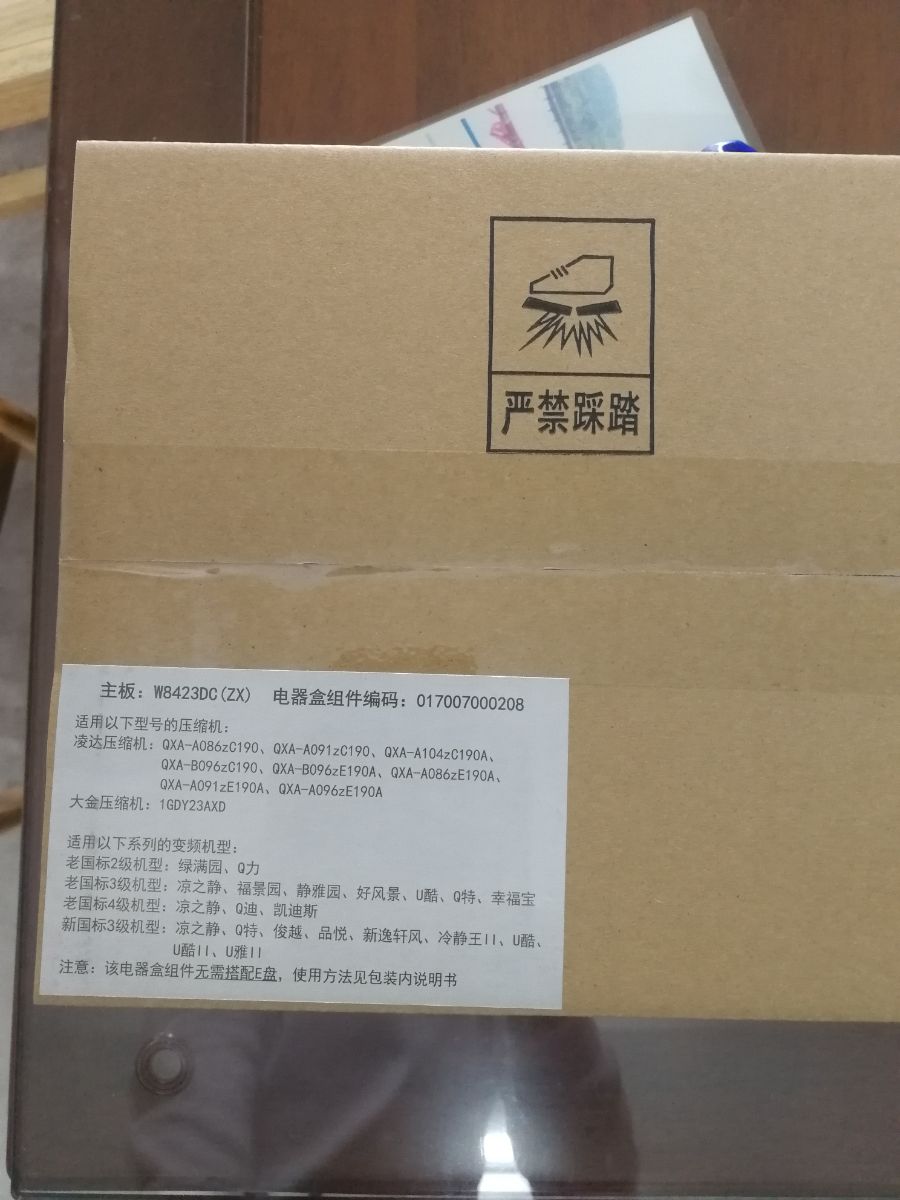 严禁踩踏
主板：W8423DC(ZX) 电器盒组件编码：017007000208
适用以下型号的压缩机：
凌达压缩机：QXA-A086zC190、QXA-A091zC190、QXA-A104zC190A、
QXA-B096zC190、QXA-B096zE190A、QXA-A086zE190A、
QXA-A091zE190A、QXA-A096zE190A
大金压缩机：1GDY23AXD
适用以下系列的变频机型：
老国标2级机型：绿满园、Q力
老国标3级机型：凉之静、福景园、静雅园、好风景、U酷、Q特、幸福宝
老国标4级机型：凉之静、Q迪、凯迪斯
新国标3级机型：凉之静、Q特、俊越、品悦、新逸轩风、冷静王II、U酷、
U酷II、U雅II
注意：该电器盒组件无需搭配E盘，使用方法见包装内说明书